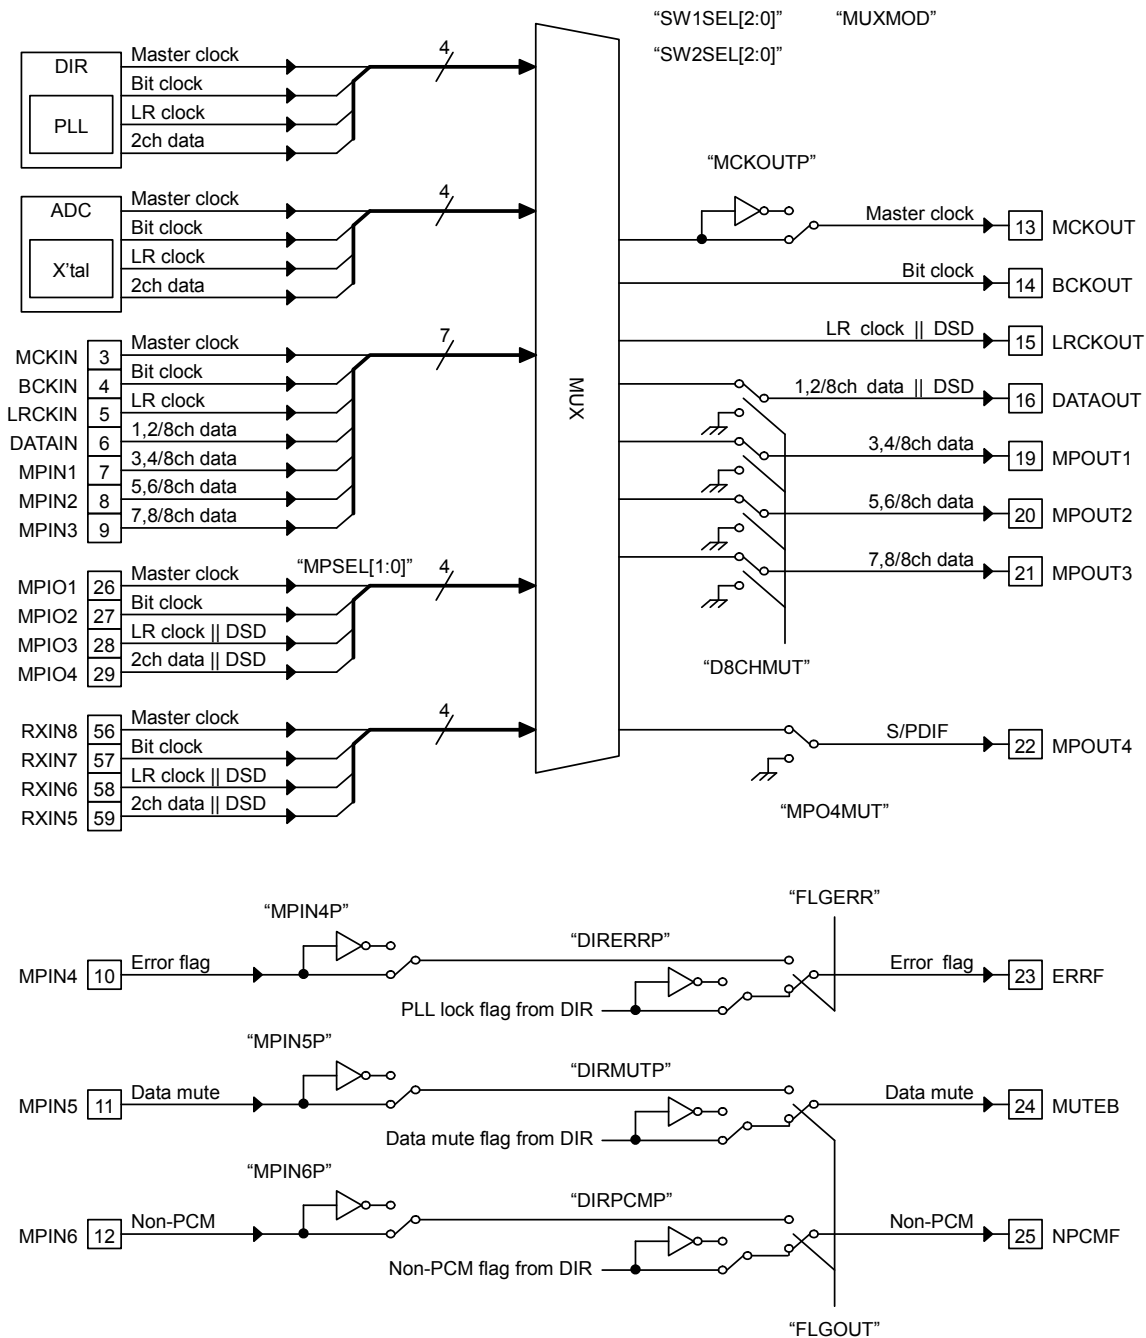 “SW1SEL[2:0]” “MUXMOD”
“SW2SEL[2:0]”
DIR
PLL
Master clock
Bit clock
LR clock
2ch data
4
ADC
X’tal
Master clock
Bit clock
LR clock
2ch data
4
MCKIN 3 Master clock
BCKIN 4 Bit clock
LRCKIN 5 LR clock
DATAIN 6 1,2/8ch data
MPIN1 7 3,4/8ch data
MPIN2 8 5,6/8ch data
MPIN3 9 7,8/8ch data
7
“MPSEL[1:0]”
MPIO1 26 Master clock
MPIO2 27 Bit clock
MPIO3 28 LR clock || DSD
MPIO4 29 2ch data || DSD
4
RXIN8 56 Master clock
RXIN7 57 Bit clock
RXIN6 58 LR clock || DSD
RXIN5 59 2ch data || DSD
4
MUX
“MCKOUTP”
Master clock 13 MCKOUT
Bit clock 14 BCKOUT
LR clock || DSD 15 LRCKOUT
1,2/8ch data || DSD 16 DATAOUT
3,4/8ch data 19 MPOUT1
5,6/8ch data 20 MPOUT2
7,8/8ch data 21 MPOUT3
“D8CHMUT”
S/PDIF 22 MPOUT4
“MPO4MUT”
“FLGERR”
“MPIN4P”
“DIRERRP”
MPIN4 10 Error flag
Error flag 23 ERRF
PLL lock flag from DIR
“MPIN5P”
“DIRMUTP”
MPIN5 11 Data mute
Data mute 24 MUTEB
Data mute flag from DIR
“MPIN6P”
“DIRPCMP”
MPIN6 12 Non-PCM
Non-PCM 25 NPCMF
Non-PCM flag from DIR
“FLGOUT”